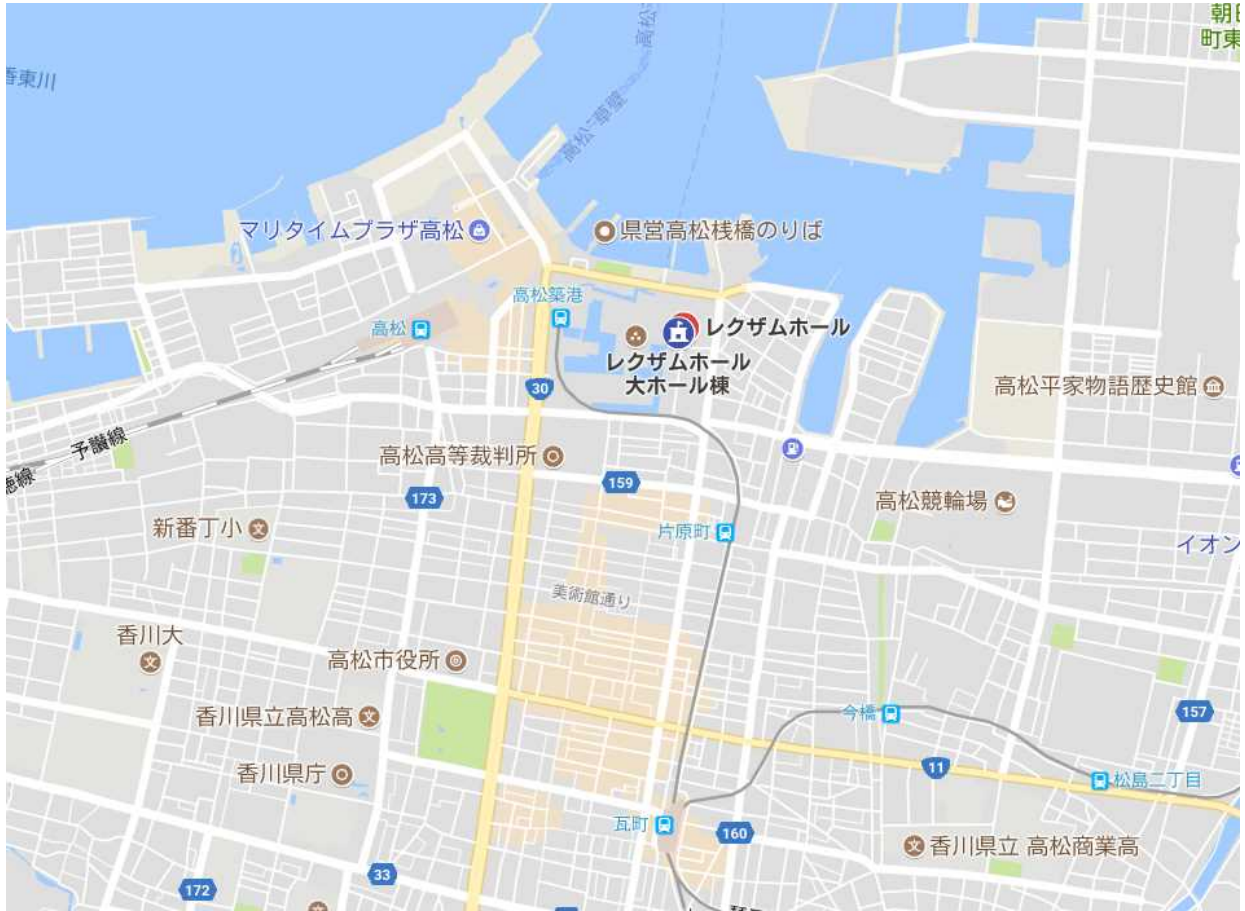 朝日
町東
香東川
高松
高松-草壁
マリタイムプラザ高松
県営高松桟橋のりば
高松築港
高松
レクザムホール
レクザムホール
大ホール棟
30
高松平家物語歴史館
予讃線
徳線
高松高等裁判所
159
173
高松競輪場
新番丁小
片原町
イオン
美術館通り
香川大
高松市役所
香川県立高松高
今橋
157
香川県庁
11
松島二丁目
瓦町
160
香川県立 高松商業高
33
172